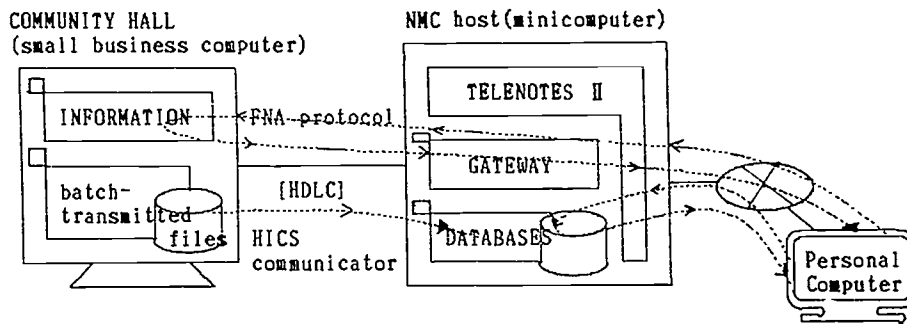 COMMUNITY HALL
(small business computer)
NMC host(minicomputer)
INFORMATION
FNA protocol
TELENOTES II
GATEWAY
batch-
transmitted
files
[HDLC]
HICS
communicator
DATABASES
Personal
Computer